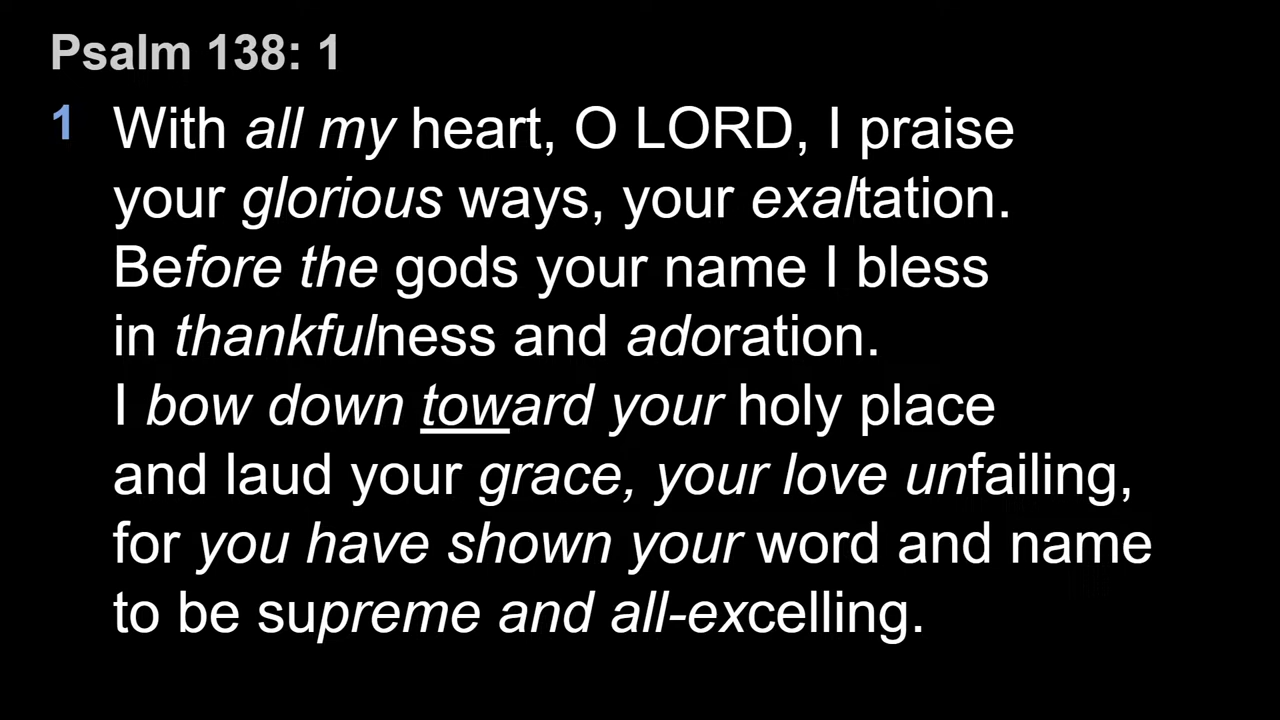 Psalm 138: 1
1 With all my heart, O LORD, I praise
your glorious ways, your exaltation.
Before the gods your name I bless
in thankfulness and adoration.
I bow down toward your holy place
and laud your grace, your love unfailing,
for you have shown your word and name
to be supreme and all-excelling.